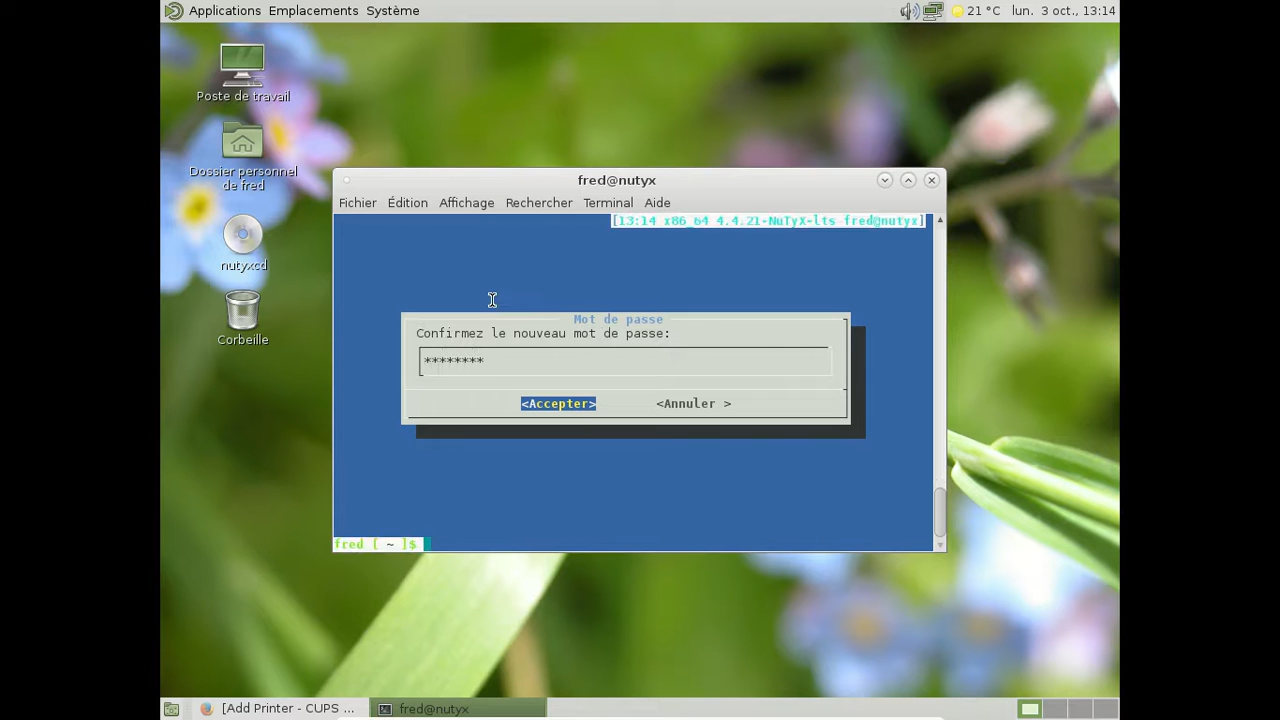 Applications Emplacements Système
21 °C lun. 3 oct., 13:14
Poste de travail
Dossier personnel
de fred
nutyxcd
Corbeille
fred@nutyx
Fichier Édition Affichage Rechercher Terminal Aide
[13:14 x86_64 4.4.21-NuTyX-lts fred@nutyx]
Mot de passe
Confirmez le nouveau mot de passe:
********
<Accepter> <Annuler >
fred [ ~ ]$
[Add Printer - CUPS ... fred@nutyx